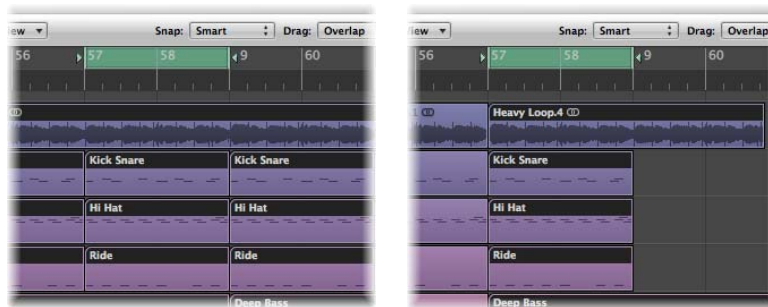 ew Snap: Smart Drag: Overlap
56 57 58 9 60
Kick Snare Kick Snare
Hi Hat Hi Hat
Ride Ride
Deep Bass
iew Snap: Smart Drag: Overlap
56 57 58 9 60
1 Heavy Loop.4
Kick Snare
Hi Hat
Ride
Deep Bass